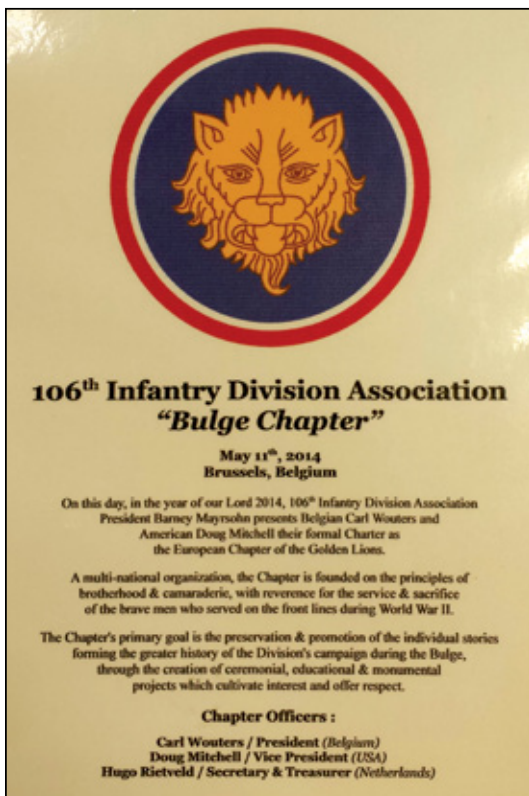 106th Infantry Division Association
“Bulge Chapter”
May 11th, 2014
Brussels, Belgium
On this day, in the year of our Lord 2014, 106th Infantry Division Association
President Barney Mayrsohn presents Belgian Carl Wouters and
American Doug Mitchell their formal Charter as
the European Chapter of the Golden Lions.
A multi-national organization, the Chapter is founded on the principles of
brotherhood & camaraderie, with reverence for the service & sacrifice
of the brave men who served on the front lines during World War II.
The Chapter's primary goal is the preservation & promotion of the individual stories
forming the greater history of the Division's campaign during the Bulge,
through the creation of ceremonial, educational & monumental
projects which cultivate interest and offer respect.
Chapter Officers :
Carl Wouters / President (Belgium)
Doug Mitchell / Vice President (USA)
Hugo Rietveld / Secretary & Treasurer (Netherlands)